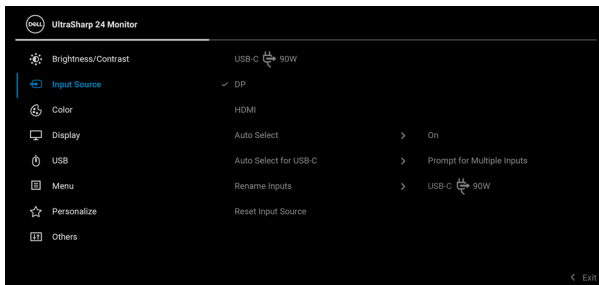 DELL UltraSharp 24 Monitor
Brightness/Contrast USB-C 90W
Input Source DP
Color HDMI
Display Auto Select On
USB Auto Select for USB-C Prompt for Multiple Inputs
Menu Rename Inputs USB-C 90W
Personalize Reset Input Source
Others
Exit